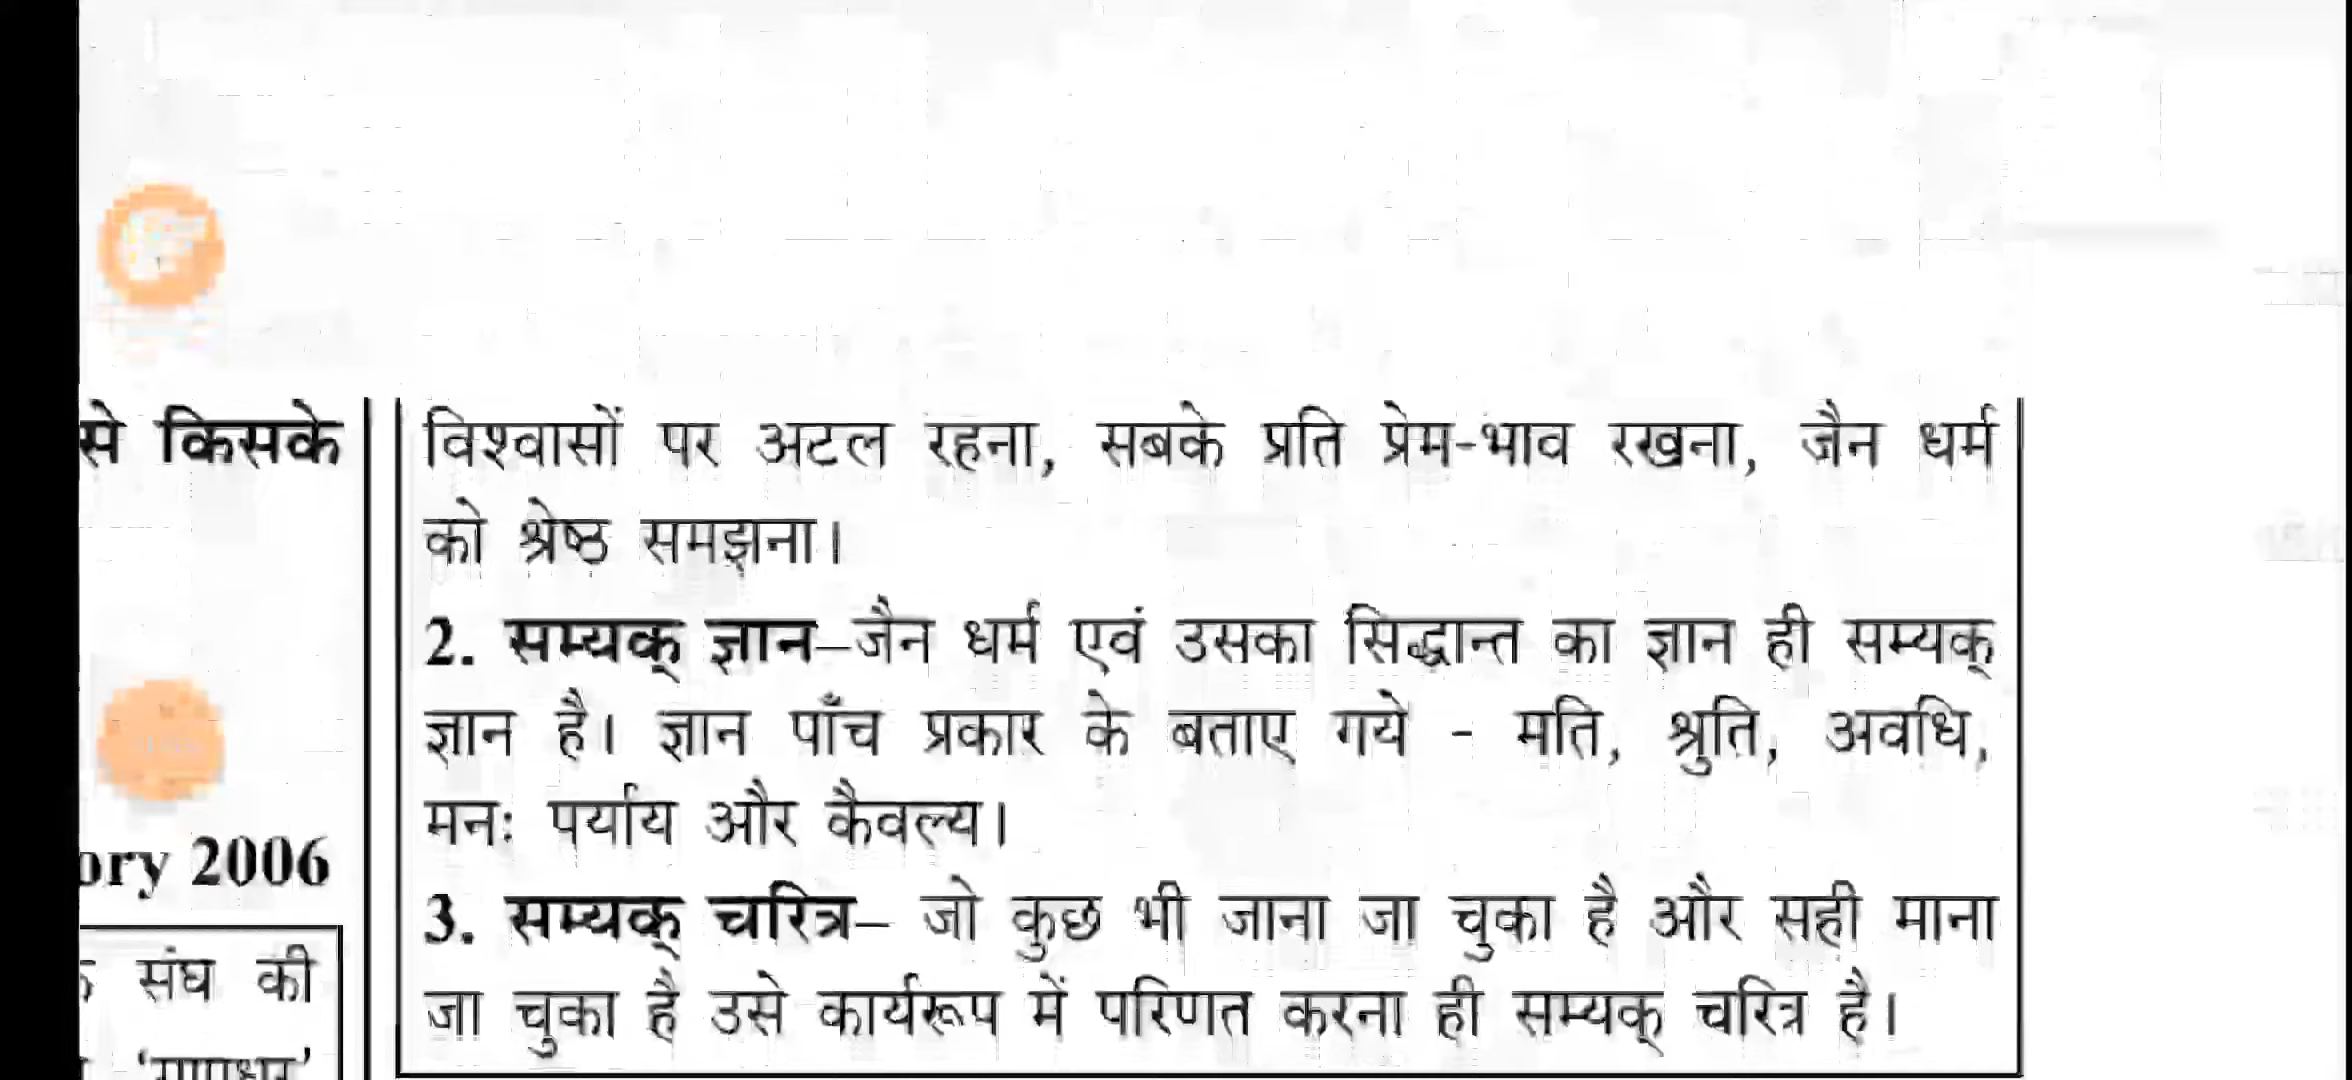 से किसके
ory 2006
संघ की
विश्वासों पर अटल रहना, सबके प्रति प्रेम-भाव रखना, जैन धर्म
को श्रेष्ठ समझना।
2. सम्यक् ज्ञान–जैन धर्म एवं उसका सिद्धान्त का ज्ञान ही सम्यक्
ज्ञान है। ज्ञान पाँच प्रकार के बताए गये - मति, श्रुति, अवधि,
मनः पर्याय और कैवल्य।
3. सम्यक् चरित्र– जो कुछ भी जाना जा चुका है और सही माना
जा चुका है उसे कार्यरूप में परिणत करना ही सम्यक् चरित्र है।